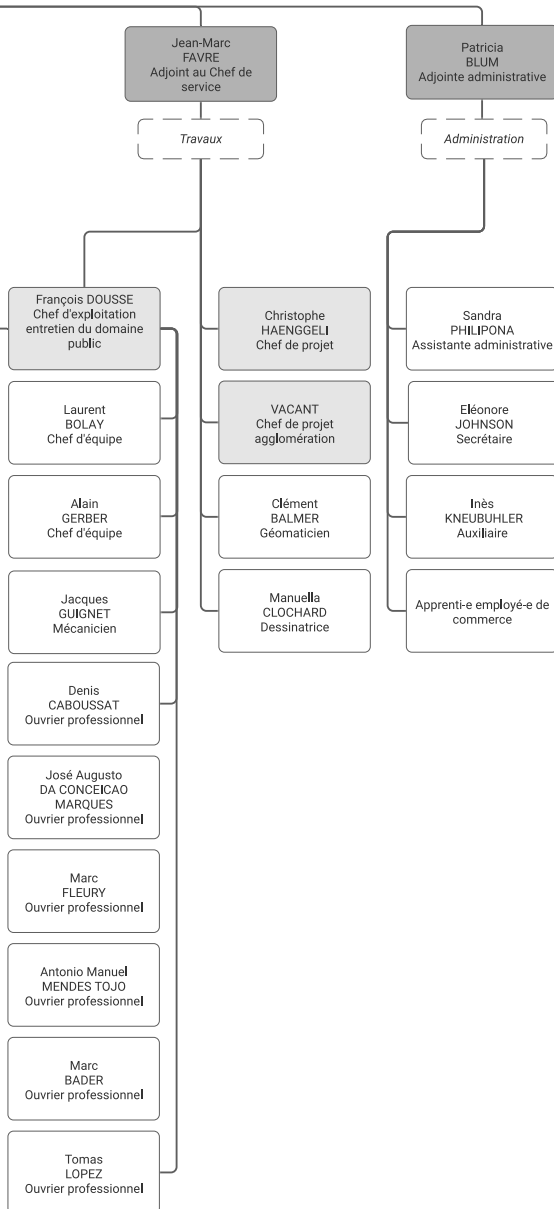 Jean-Marc
FAVRE
Adjoint au Chef de
service
Patricia
BLUM
Adjointe administrative
Travaux
Administration
François DOUSSE
Chef d'exploitation
entretien du domaine
public
Laurent
BOLAY
Chef d'équipe
Alain
GERBER
Chef d'équipe
Jacques
GUIGNET
Mécanicien
Denis
CABOUSSAT
Ouvrier professionnel
José Augusto
DA CONCEICAO
MARQUES
Ouvrier professionnel
Marc
FLEURY
Ouvrier professionnel
Antonio Manuel
MENDES TOJO
Ouvrier professionnel
Marc
BADER
Ouvrier professionnel
Tomas
LOPEZ
Ouvrier professionnel
Christophe
HAENGGELI
Chef de projet
VACANT
Chef de projet
agglomération
Clément
BALMER
Géomaticien
Manuella
CLOCHARD
Dessinatrice
Sandra
PHILIPONA
Assistante administrative
Eléonore
JOHNSON
Secrétaire
Inès
KNEUBUHLER
Auxiliaire
Apprenti-e employé-e de
commerce